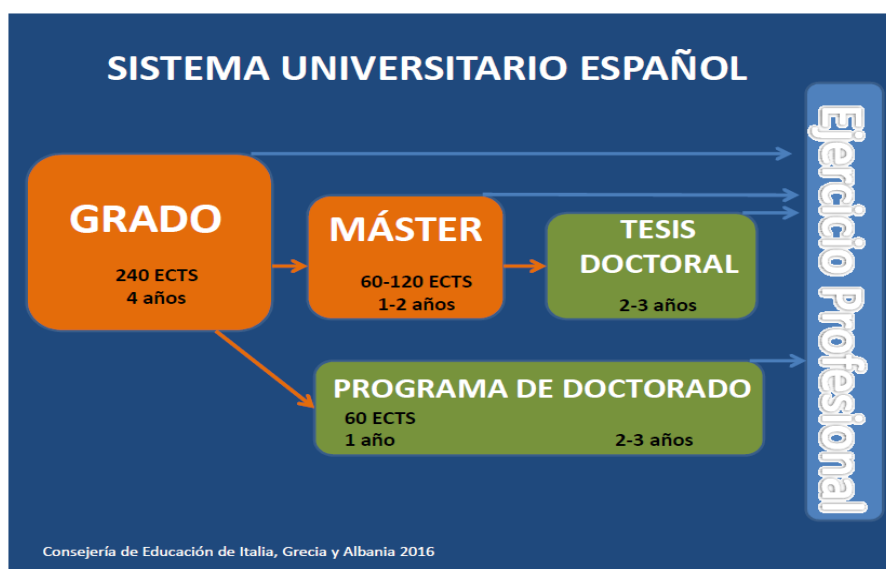 SISTEMA UNIVERSITARIO ESPAÑOL
GRADO
240 ECTS
4 años
MÁSTER
60-120 ECTS
1-2 años
TESIS
DOCTORAL
2-3 años
PROGRAMA DE DOCTORADO
60 ECTS
1 año 2-3 años
Ejercicio Profesional
Consejería de Educación de Italia, Grecia y Albania 2016